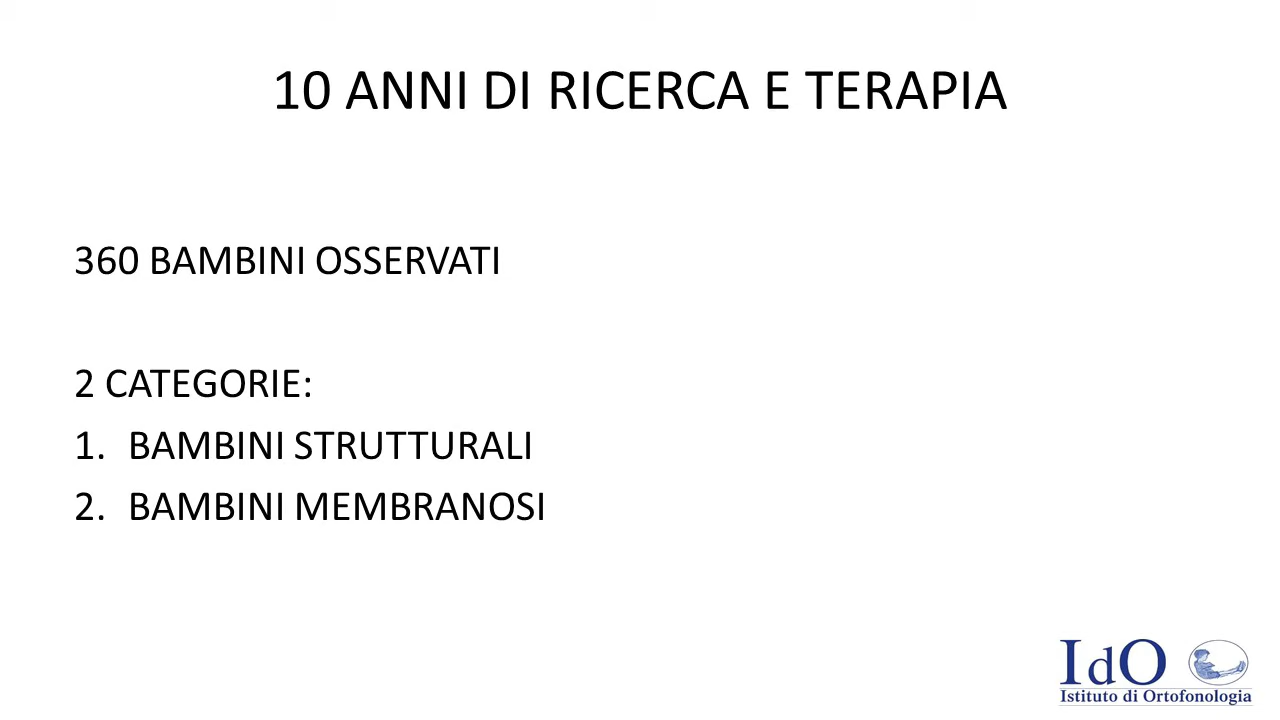 10 ANNI DI RICERCA E TERAPIA
360 BAMBINI OSSERVATI
2 CATEGORIE:
1. BAMBINI STRUTTURALI
2. BAMBINI MEMBRANOSI
IdO
Istituto di Ortofonologia